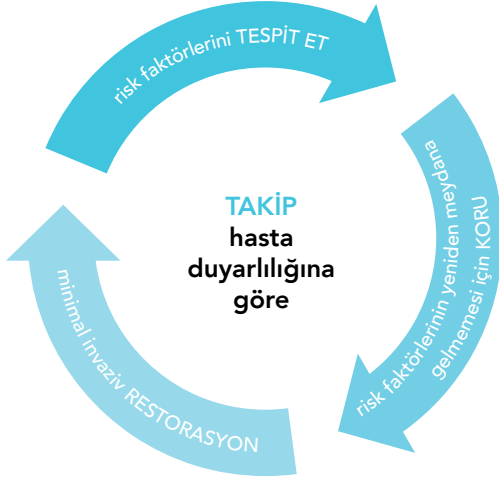 risk faktörlerini TESPİT ET
risk faktörlerinin yeniden meydana
gelmemesi için KORU
minimal invaziv RESTORASYON
TAKİP
hasta
duyarlılığına
göre